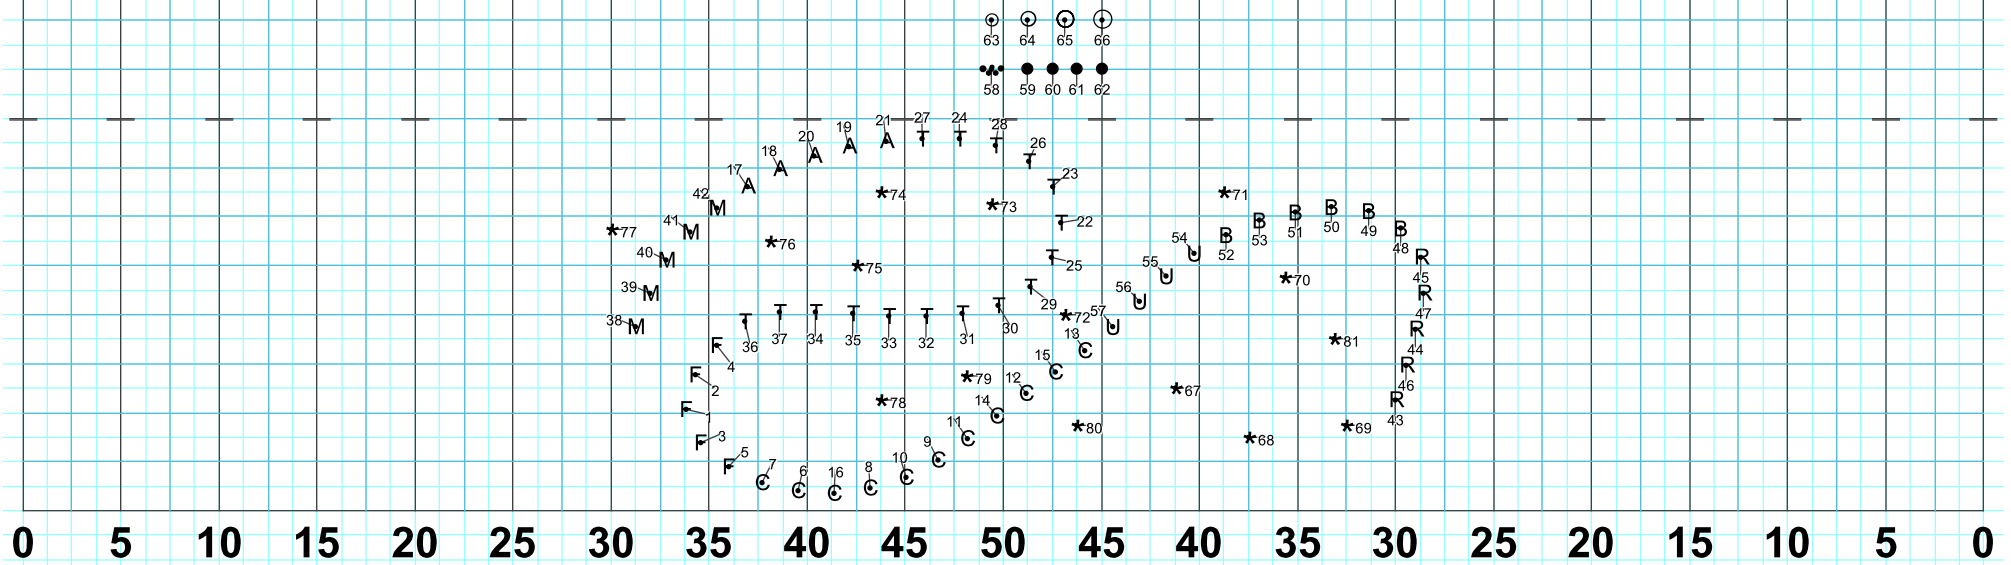 63 64 65 66
58 59 60 61 62
27 24
21 T T 28
19 A T
20 A 26
18 A T
17 A 23
A T
42 *74 *71
M *73 B B B
41 T 22 B 50 49 B
*77 M 53 51 48
*76 54 B
40 U 52 R
M *75 T 25 55 45
39 U *70
M T 56 R
29 U 47
38 T T T T T T T T *72 57 U R
M 36 37 34 35 33 32 31 30 13 *81 44
F 4 15 C R
F 2 *79 12 C *67 46
*78 14 C R
F 1 11 C *80 *69 43
F 3 9 C *68
F 5 10 C
7 6 16 8 C
C C C C
0 5 10 15 20 25 30 35 40 45 50 45 40 35 30 25 20 15 10 5 0